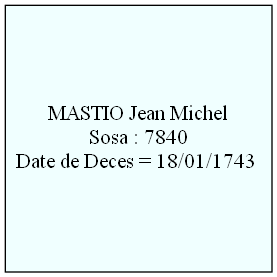 MASTIO Jean Michel
Sosa : 7840
Date de Deces = 18/01/1743